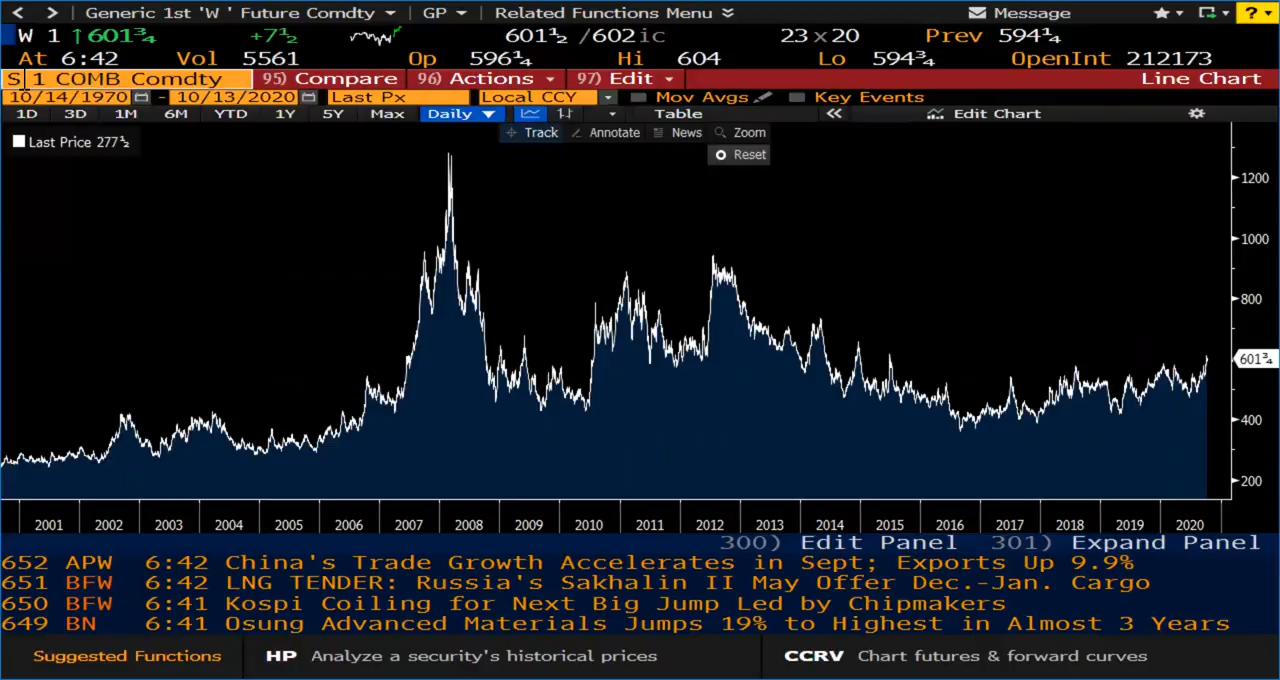 < > Generic 1st 'W ' Future Comdty GP Related Functions Menu Message ?
W 1 ↑601¾ +7½ 601½ /602ic 23x20 Prev 594¼
At 6:42 Vol 5561 Op 596¼ Hi 604 Lo 594¾ OpenInt 212173
S 1 COMB Comdty 95) Compare 96) Actions 97) Edit Line Chart
10/14/1970 - 10/13/2020 Last Px Local CCY Mov Avgs Key Events
1D 3D 1M 6M YTD 1Y 5Y Max Daily ▼ Table « Edit Chart
Track Annotate News Zoom
Last Price 277½
Reset
1200
1000
800
601¾
400
200
2001 2002 2003 2004 2005 2006 2007 2008 2009 2010 2011 2012 2013 2014 2015 2016 2017 2018 2019 2020
300) Edit Panel 301) Expand Panel
652 APW 6:42 China's Trade Growth Accelerates in Sept; Exports Up 9.9%
651 BFW 6:42 LNG TENDER: Russia's Sakhalin II May Offer Dec.-Jan. Cargo
650 BFW 6:41 Kospi Coiling for Next Big Jump Led by Chipmakers
649 BN 6:41 Osung Advanced Materials Jumps 19% to Highest in Almost 3 Years
Suggested Functions HP Analyze a security's historical prices CCRV Chart futures & forward curves